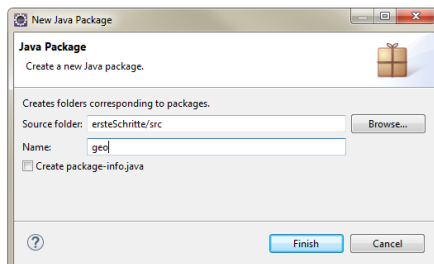 New Java Package
Java Package
Create a new Java package.
Creates folders corresponding to packages.
Source folder: ersteSchritte/src Browse...
Name: geo
Create package-info.java
? Finish Cancel